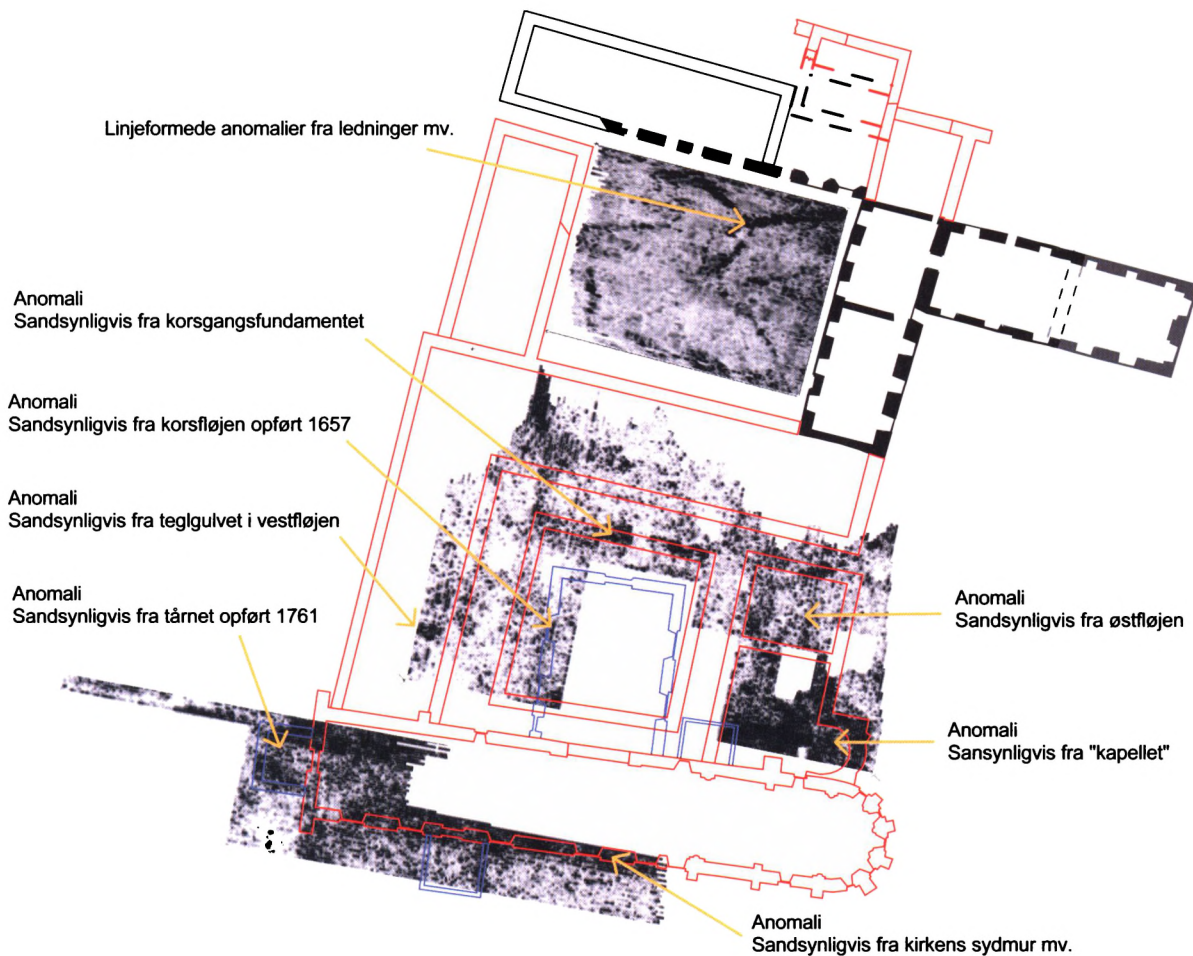 Linjeformede anomalier fra ledninger mv.
Anomali
Sandsynligvis fra korsgangsfundamentet
Anomali
Sandsynligvis fra korsfløjen opført 1657
Anomali
Sandsynligvis fra teglgulvet i vestfløjen
Anomali
Sandsynligvis fra tårnet opført 1761
Anomali
Sandsynligvis fra østfløjen
Anomali
Sansynligvis fra "kapellet"
Anomali
Sandsynligvis fra kirkens sydmur mv.